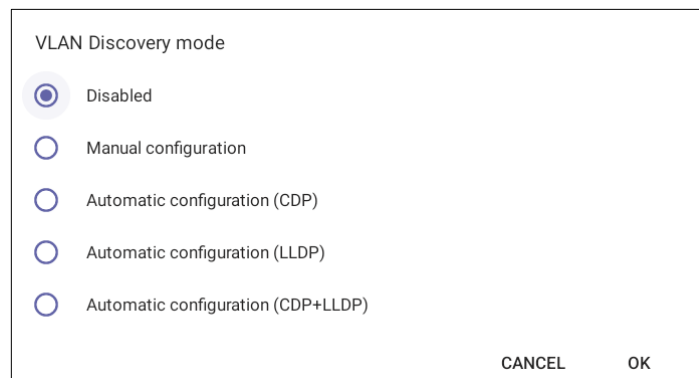 VLAN Discovery mode
Disabled
Manual configuration
Automatic configuration (CDP)
Automatic configuration (LLDP)
Automatic configuration (CDP+LLDP)
CANCEL OK